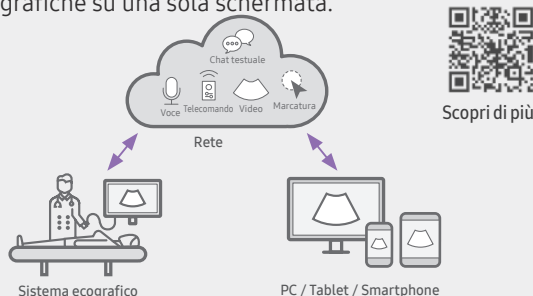 grafiche su una sola schermata.
Chat testuale
Voce
Telecomando
Video
Marcatura
Rete
Scopri di più
Sistema ecografico
PC / Tablet / Smartphone